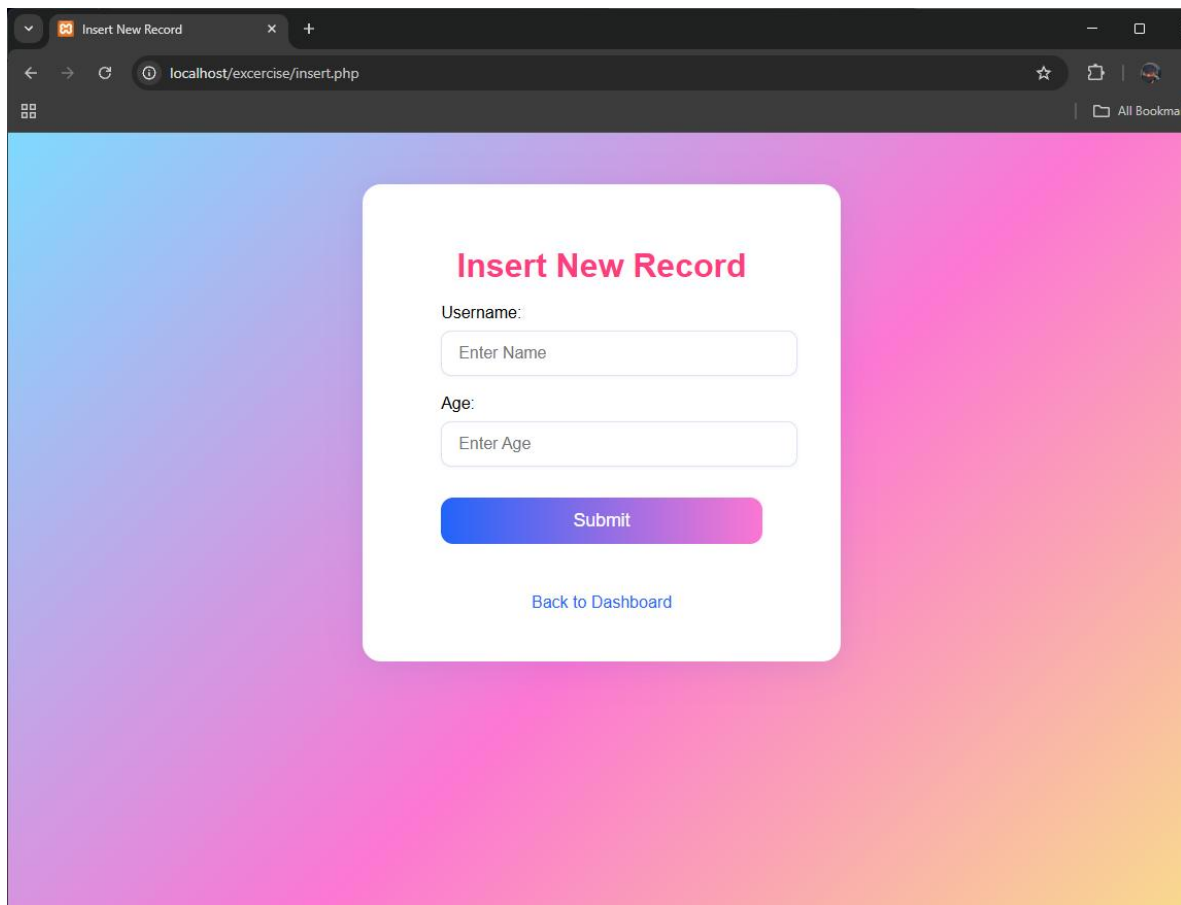 Insert New Record
localhost/excercise/insert.php
All Bookma
Insert New Record
Username:
Enter Name
Age:
Enter Age
Submit
Back to Dashboard